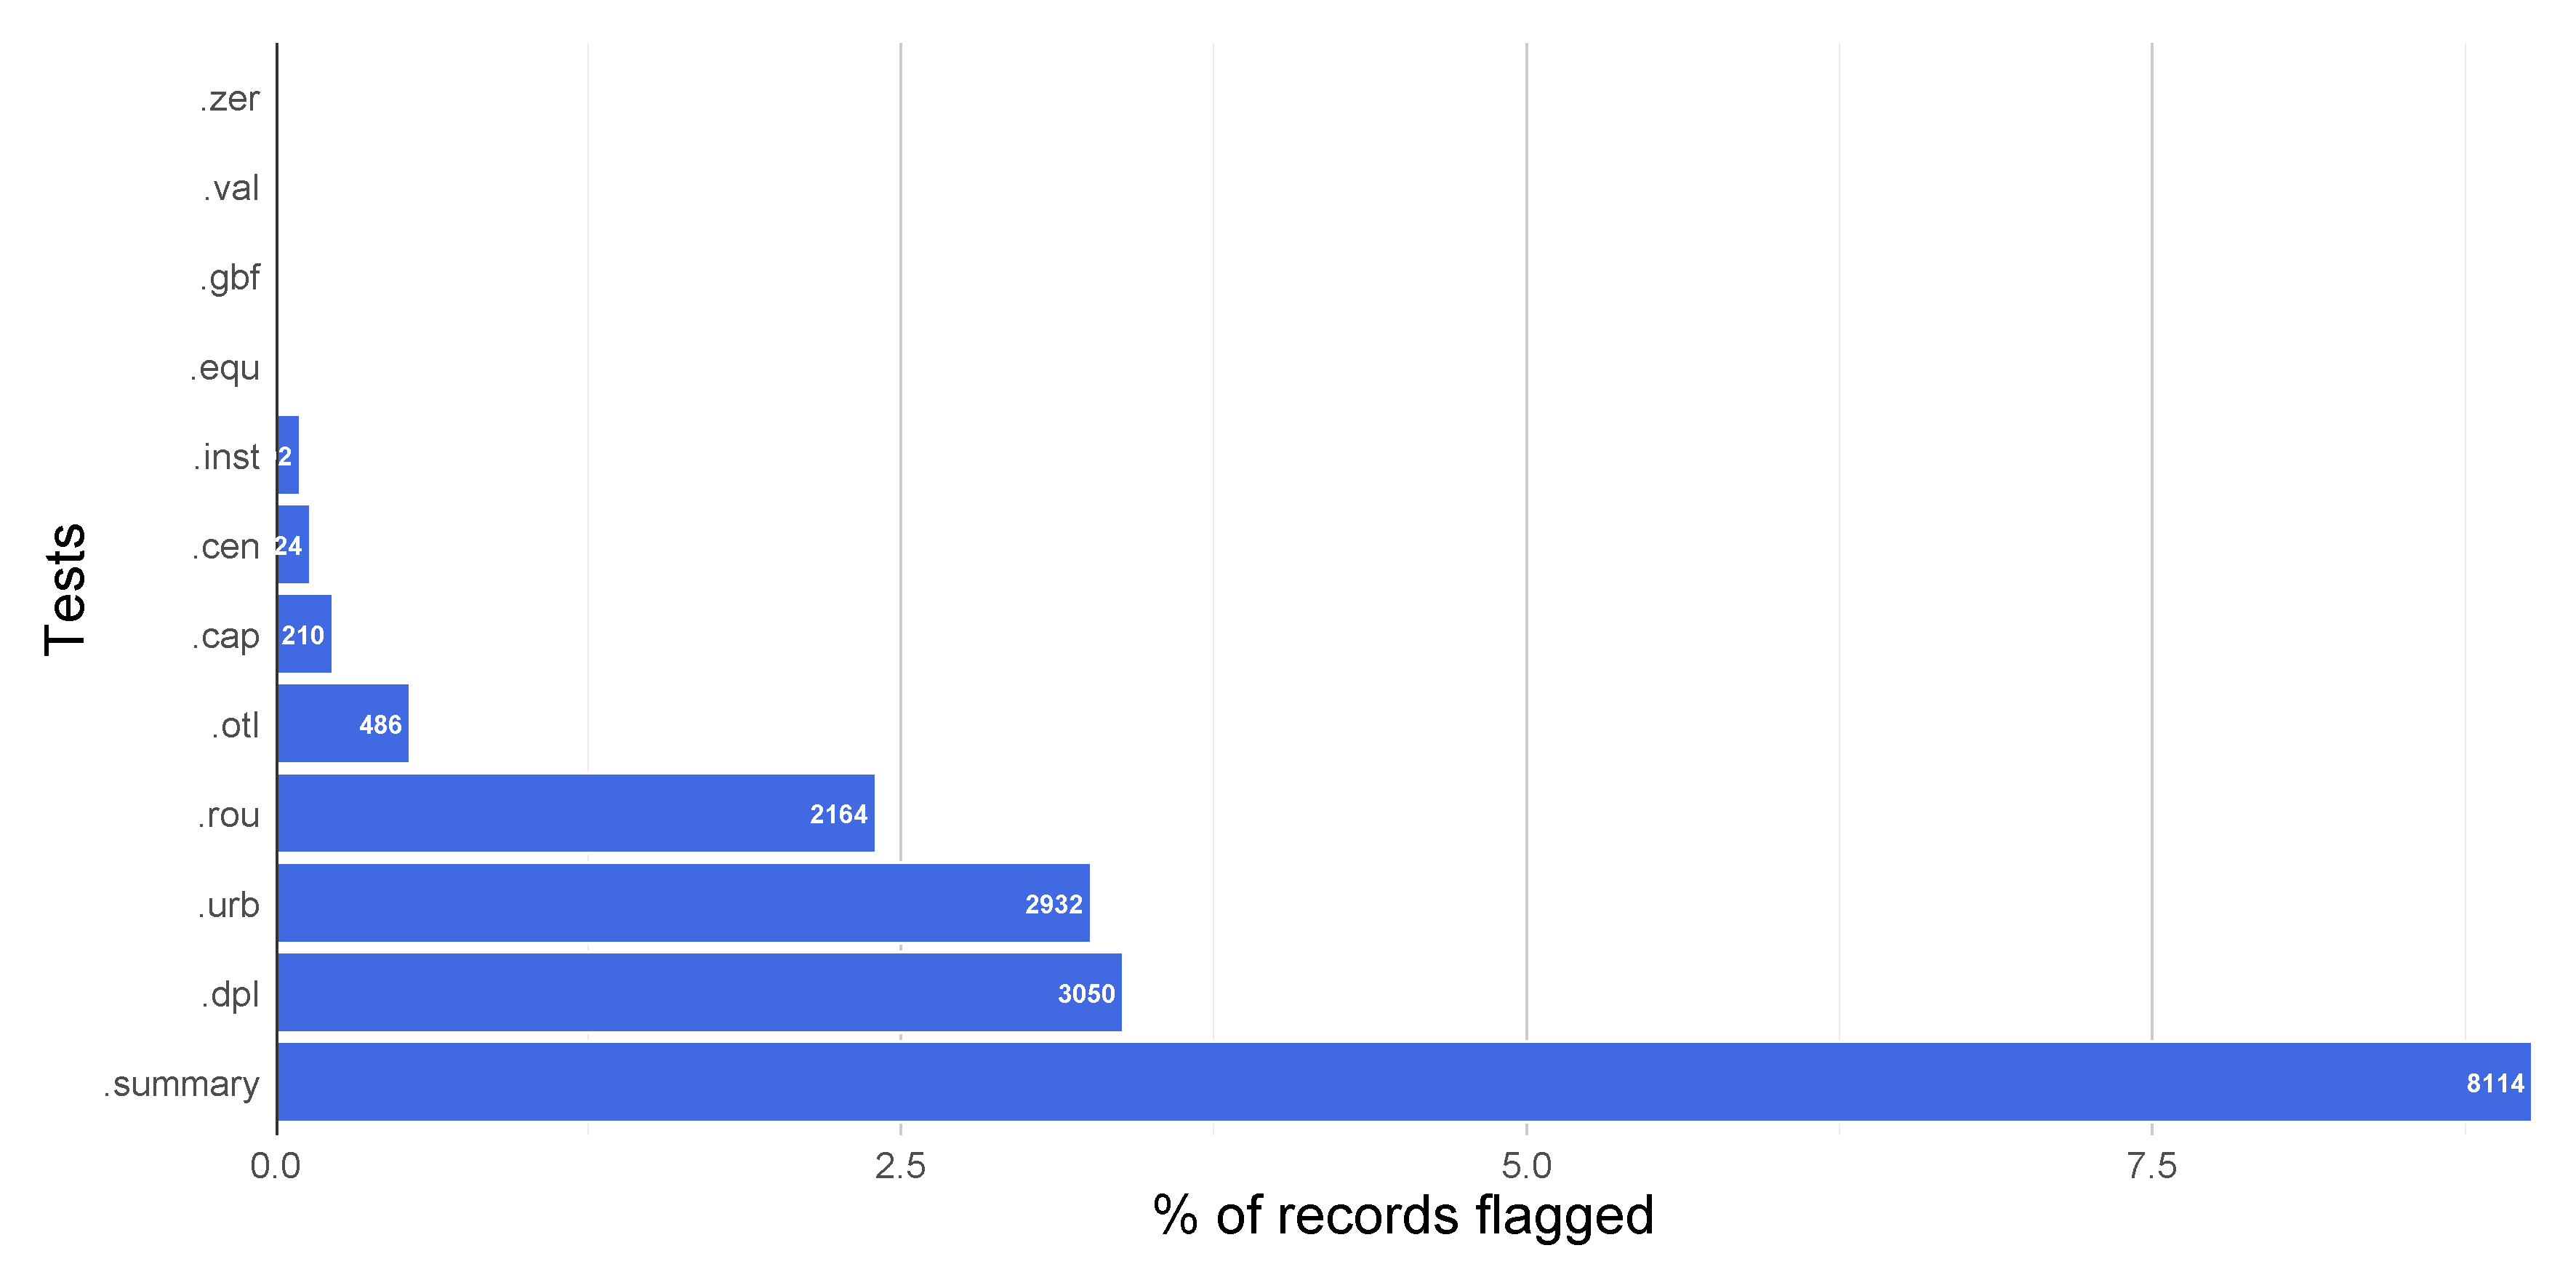 .zer
.val
.gbf
.equ
.inst
2
.cen
24
.cap
210
.otl
486
.rou
2164
.urb
2932
.dpl
3050
.summary
8114
0.0
2.5
5.0
7.5
% of records flagged
Tests